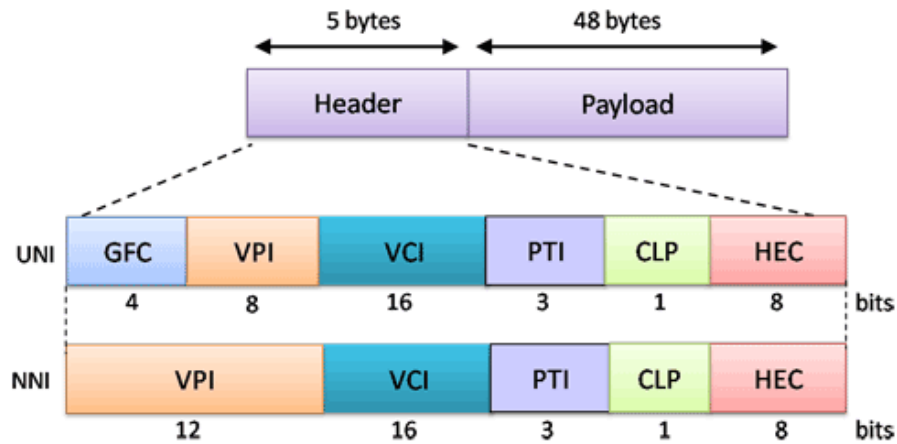 5 bytes 48 bytes
Header Payload
UNI GFC VPI VCI PTI CLP HEC
4 8 16 3 1 8 bits
NNI VPI VCI PTI CLP HEC
12 16 3 1 8 bits